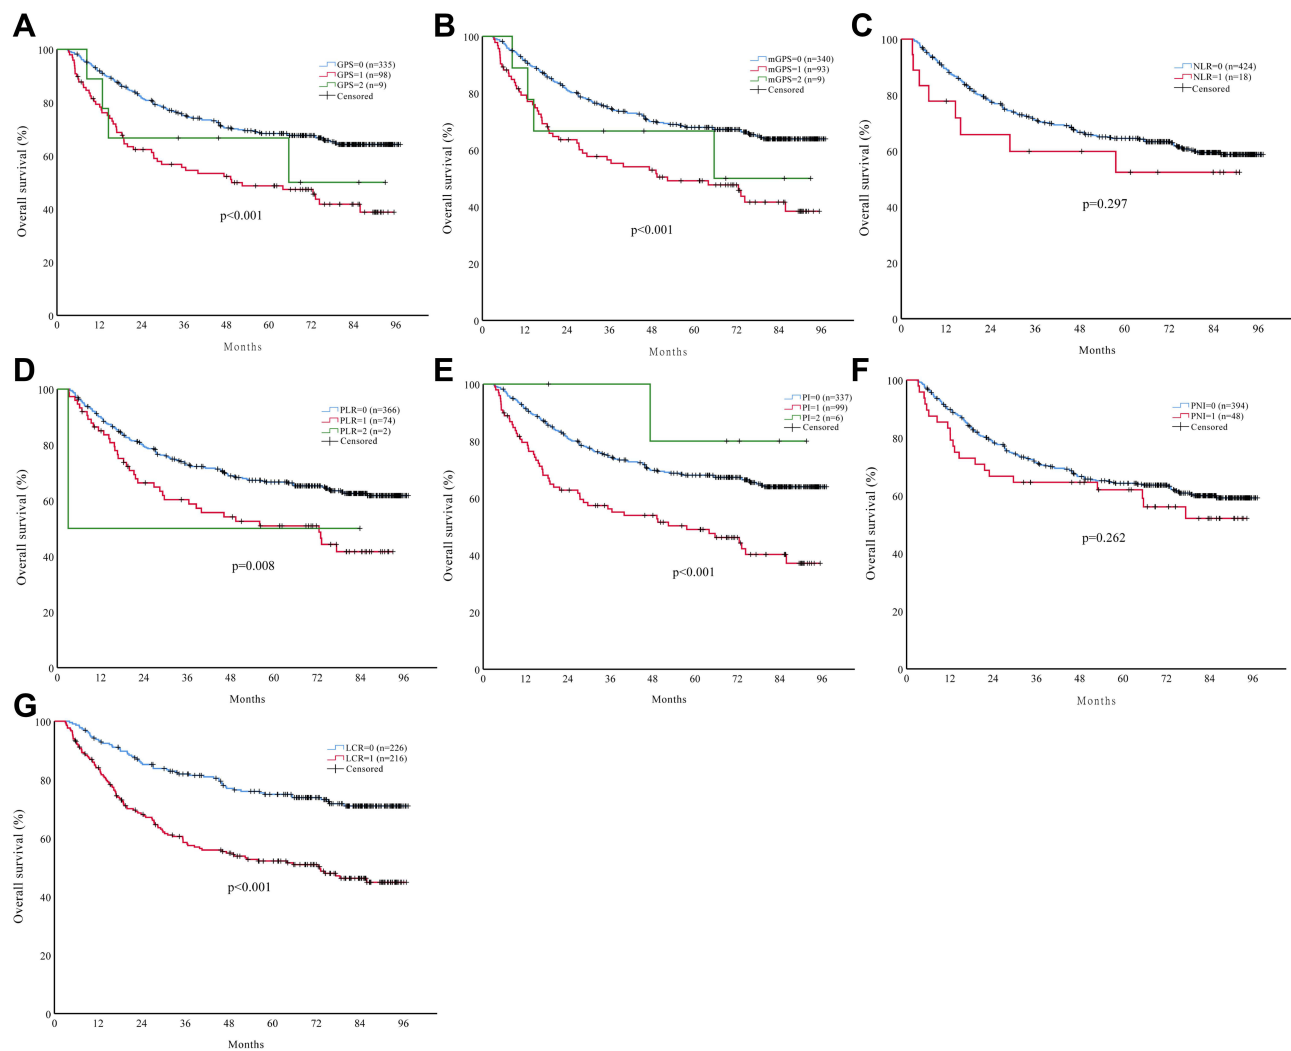 A
Overall survival (%)
100
80
60
40
20
0
GPS=0 (n=335)
GPS=1 (n=98)
GPS=2 (n=9)
Censored
p<0.001
0 12 24 36 48 60 72 84 96
Months
B
Overall survival (%)
100
80
60
40
20
0
mGPS=0 (n=340)
mGPS=1 (n=93)
mGPS=2 (n=9)
Censored
p<0.001
0 12 24 36 48 60 72 84 96
Months
C
Overall survival (%)
100
80
60
40
20
0
NLR=0 (n=424)
NLR=1 (n=18)
Censored
p=0.297
0 12 24 36 48 60 72 84 96
Months
D
Overall survival (%)
100
80
60
40
20
0
PLR=0 (n=366)
PLR=1 (n=74)
PLR=2 (n=2)
Censored
p=0.008
0 12 24 36 48 60 72 84 96
Months
E
Overall survival (%)
100
80
60
40
20
0
PI=0 (n=337)
PI=1 (n=99)
PI=2 (n=6)
Censored
p<0.001
0 12 24 36 48 60 72 84 96
Months
F
Overall survival (%)
100
80
60
40
20
0
PNI=0 (n=394)
PNI=1 (n=48)
Censored
p=0.262
0 12 24 36 48 60 72 84 96
Months
G
Overall survival (%)
100
80
60
40
20
0
LCR=0 (n=226)
LCR=1 (n=216)
Censored
p<0.001
0 12 24 36 48 60 72 84 96
Months